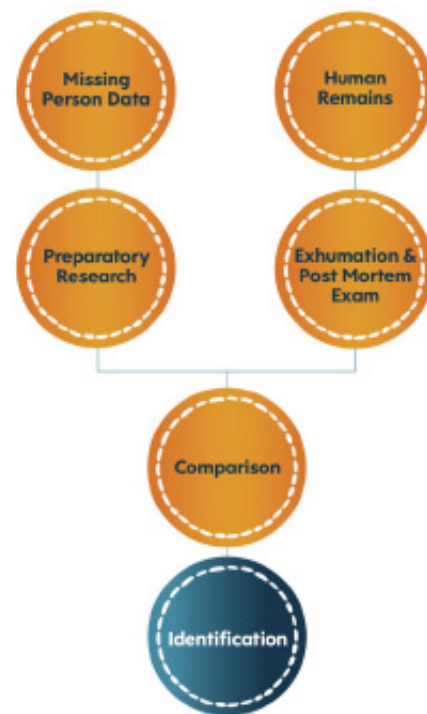 Missing
Person Data
Human
Remains
Preparatory
Research
Exhumation &
Post Mortem
Exam
Comparison
Identification